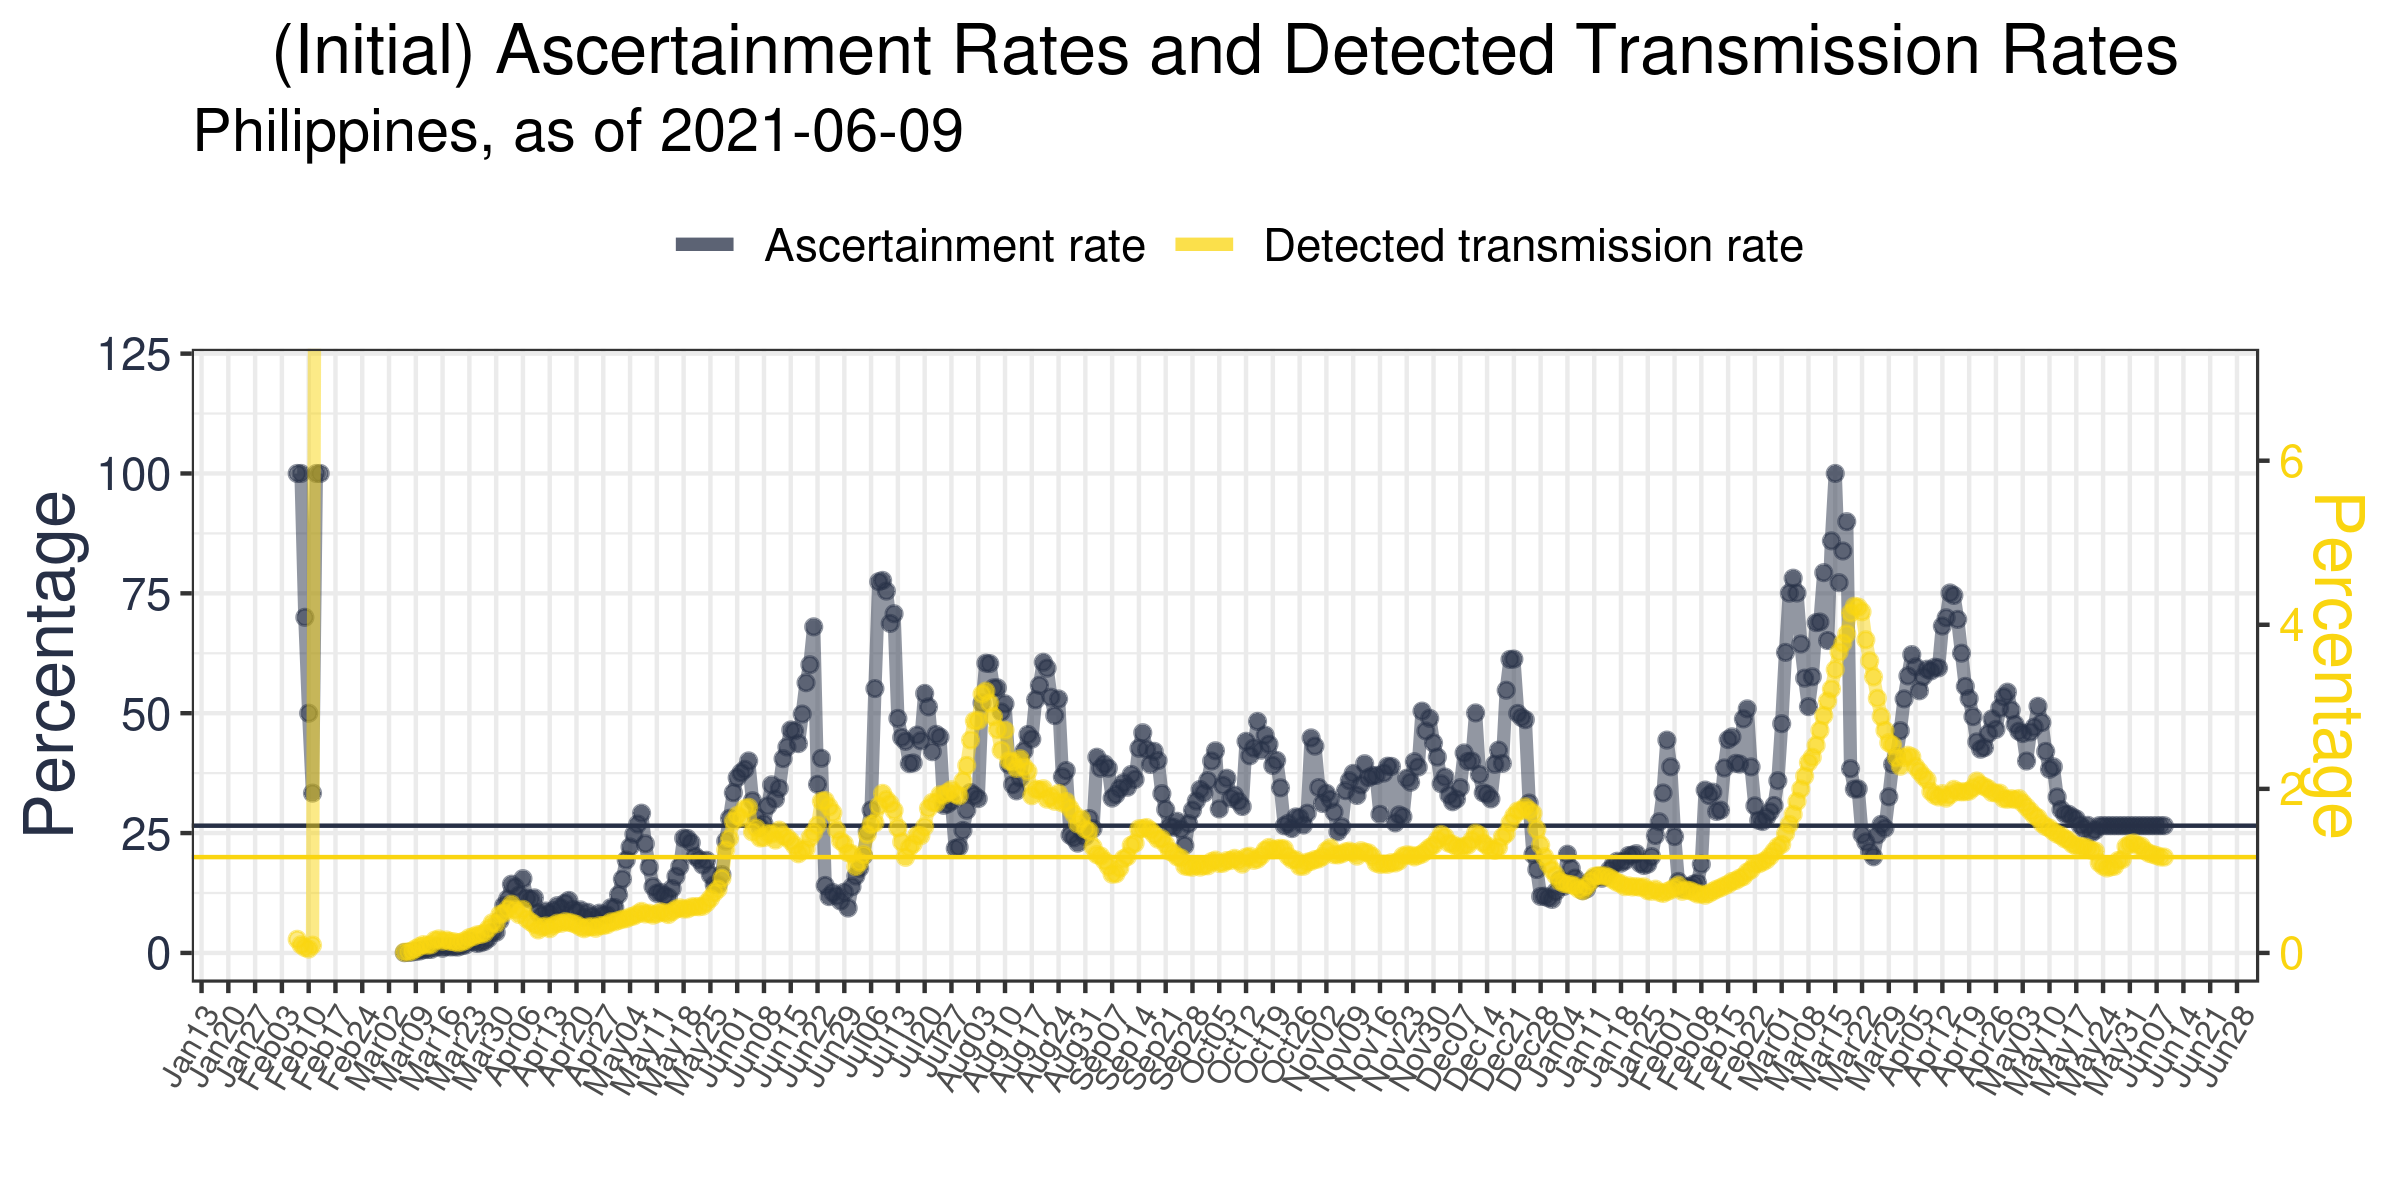 (Initial) Ascertainment Rates and Detected Transmission Rates
Philippines, as of 2021-06-09
Ascertainment rate
Detected transmission rate
Percentage
125
100
75
50
25
0
6
4
2
0
Percentage
Jan13
Jan20
Jan27
Feb03
Feb10
Feb17
Feb24
Mar02
Mar09
Mar16
Mar23
Mar30
Apr06
Apr13
Apr20
Apr27
May04
May11
May18
May25
Jun01
Jun08
Jun15
Jun22
Jun29
Jul06
Jul13
Jul20
Jul27
Aug03
Aug10
Aug17
Aug24
Aug31
Sep07
Sep14
Sep21
Sep28
Oct05
Oct12
Oct19
Oct26
Nov02
Nov09
Nov16
Nov23
Nov30
Dec07
Dec14
Dec21
Dec28
Jan04
Jan11
Jan18
Jan25
Feb01
Feb08
Feb15
Feb22
Mar01
Mar08
Mar15
Mar22
Mar29
Apr05
Apr12
Apr19
Apr26
May03
May10
May17
May24
May31
Jun07
Jun14
Jun21
Jun28